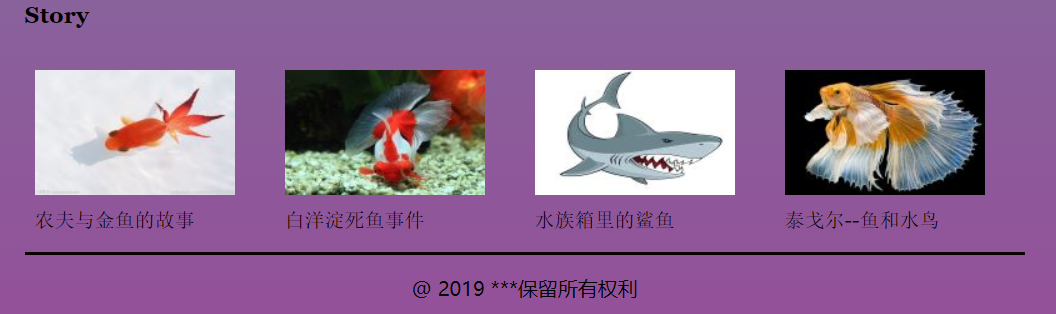 Story
农夫与金鱼的故事
白洋淀死鱼事件
水族箱里的鲨鱼
泰戈尔--鱼和水鸟
@ 2019 ***保留所有权利